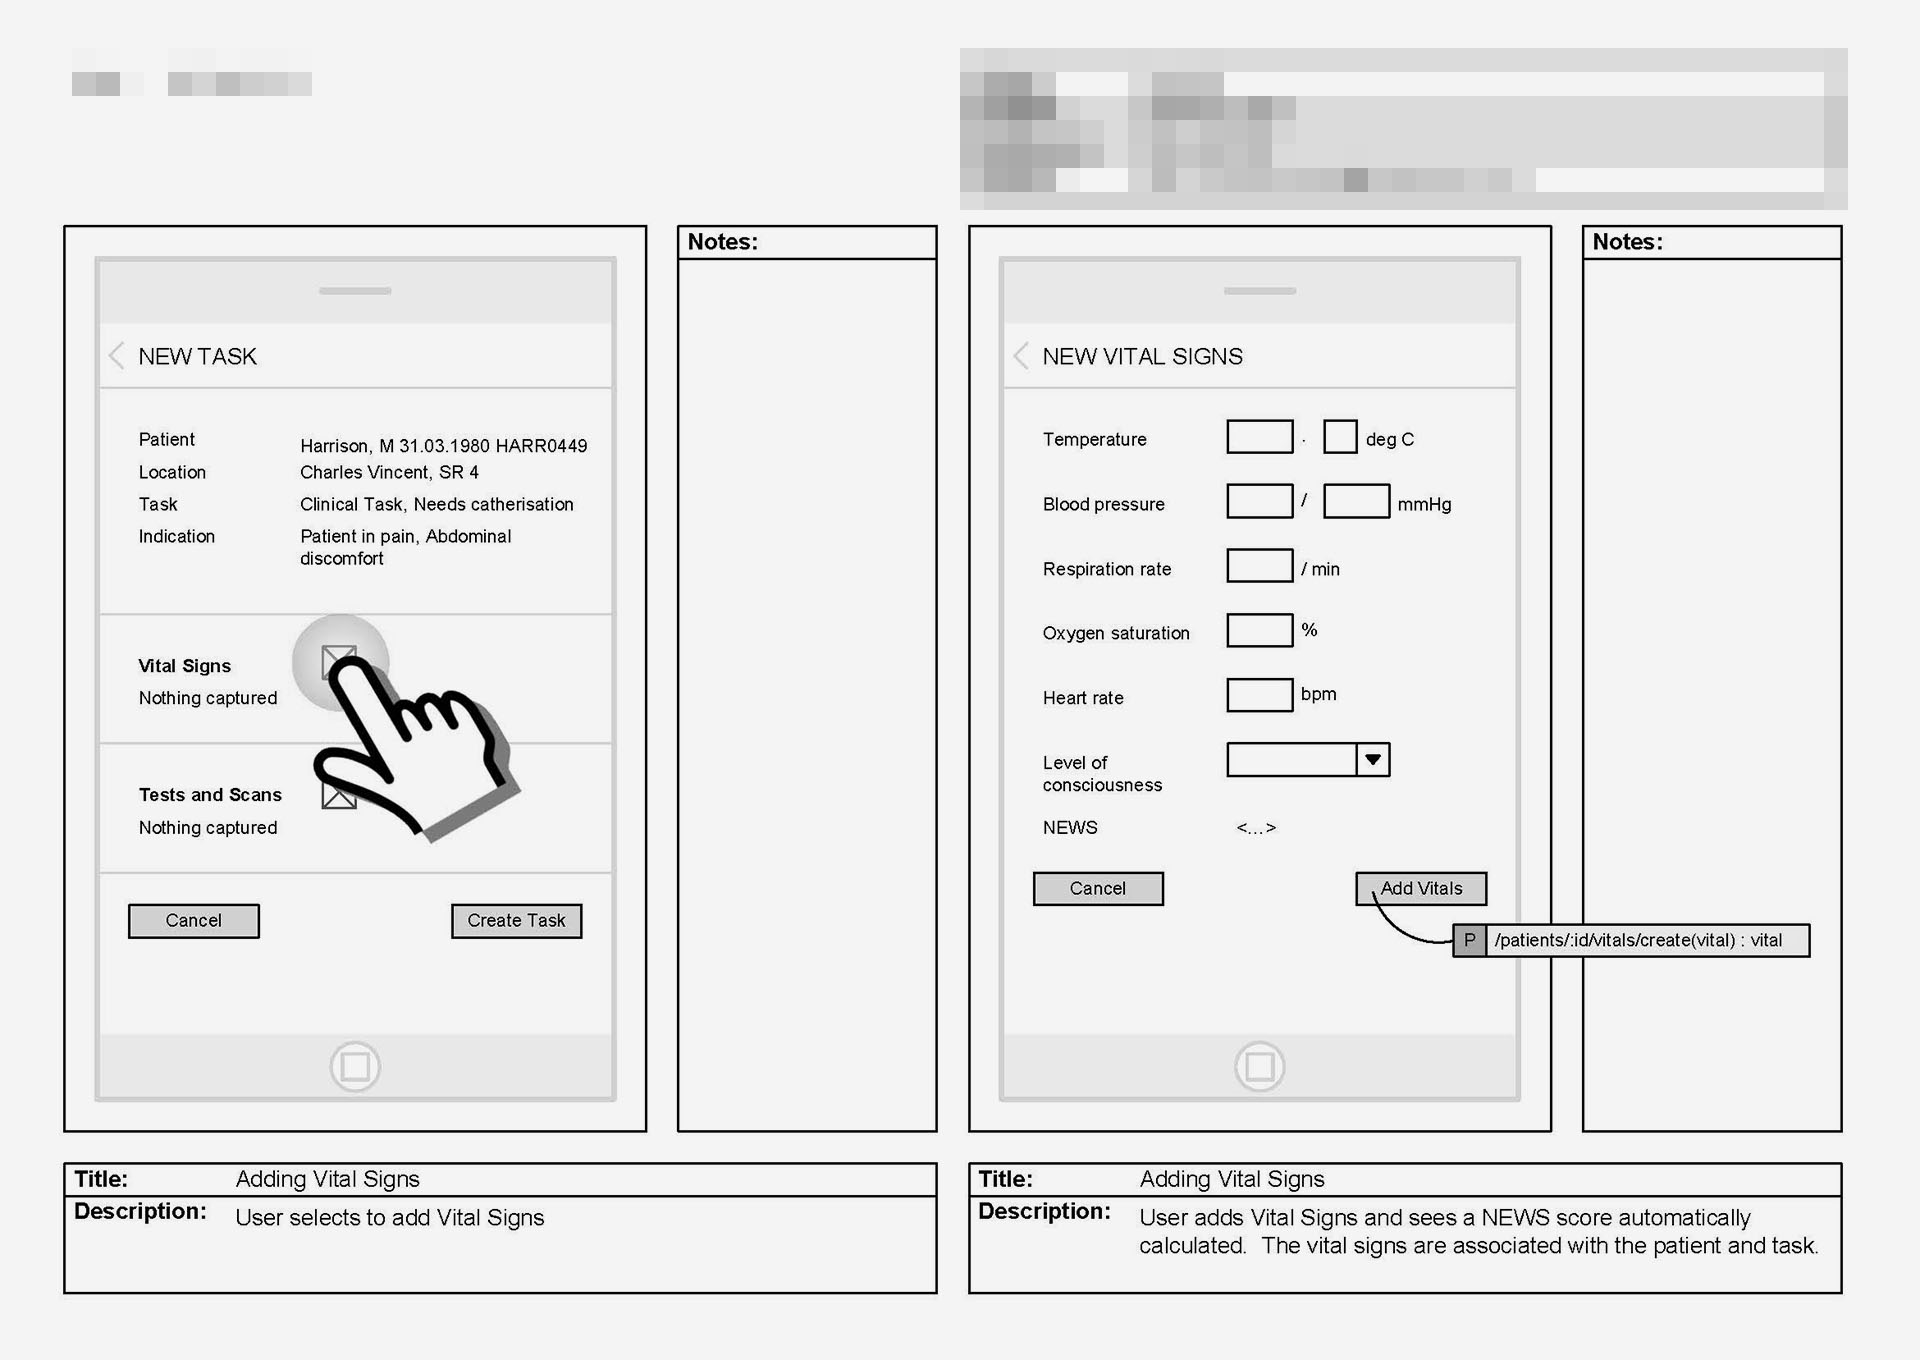 Notes:
NEW TASK
Patient Harrison, M 31.03.1980 HARR0449
Location Charles Vincent, SR 4
Task Clinical Task, Needs catherisation
Indication Patient in pain, Abdominal
discomfort
Vital Signs
Nothing captured
Tests and Scans
Nothing captured
Cancel Create Task
Title: Adding Vital Signs
Description: User selects to add Vital Signs
Notes:
NEW VITAL SIGNS
Temperature . deg C
Blood pressure / mmHg
Respiration rate / min
Oxygen saturation %
Heart rate bpm
Level of
consciousness
NEWS <...>
Cancel Add Vitals
P /patients/:id/vitals/create(vital) : vital
Title: Adding Vital Signs
Description: User adds Vital Signs and sees a NEWS score automatically
calculated. The vital signs are associated with the patient and task.